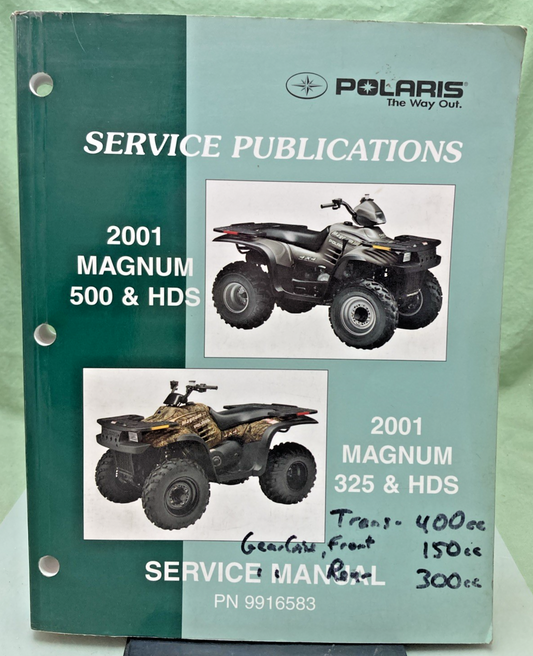 POLARIS®
The Way Out.
SERVICE PUBLICATIONS
2001
MAGNUM
500 & HDS
2001
MAGNUM
325 & HDS
Trans- 400cc
GearCase, Front 150cc
" " Rear 300cc
SERVICE MANUAL
PN 9916583